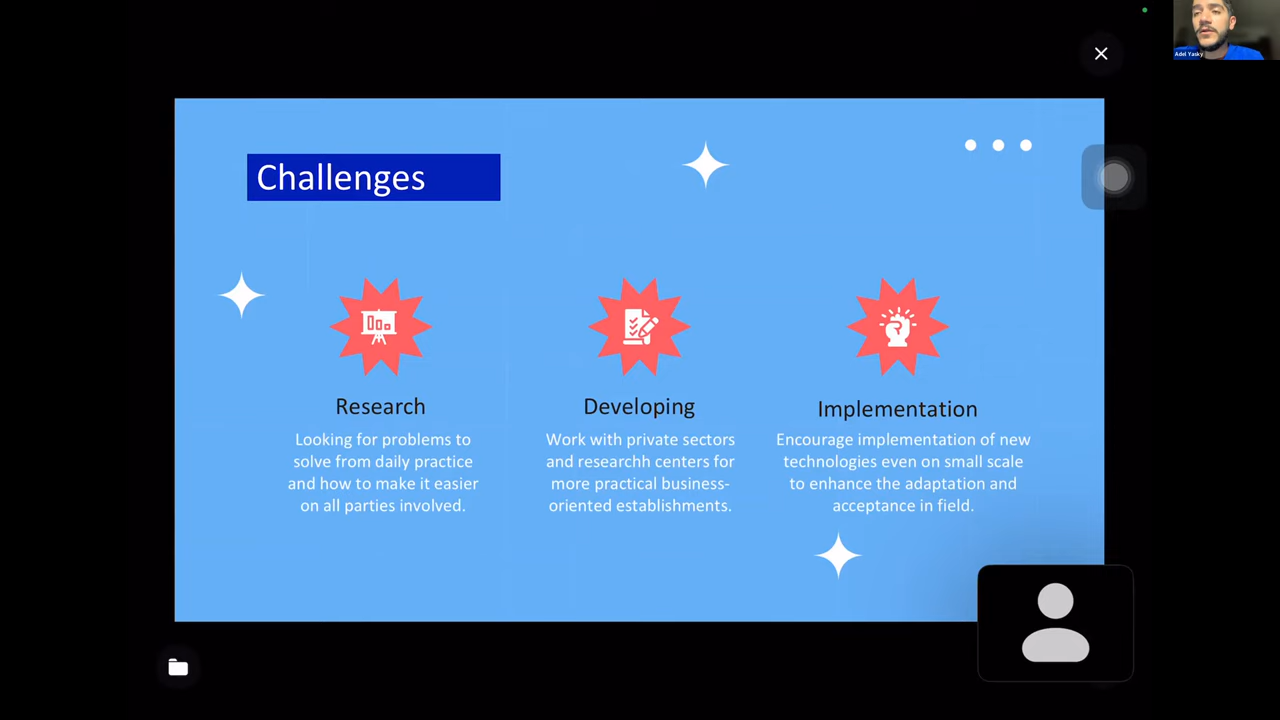 Adel Yasky
Challenges
Research
Looking for problems to
solve from daily practice
and how to make it easier
on all parties involved.
Developing
Work with private sectors
and researchh centers for
more practical business-
oriented establishments.
Implementation
Encourage implementation of new
technologies even on small scale
to enhance the adaptation and
acceptance in field.